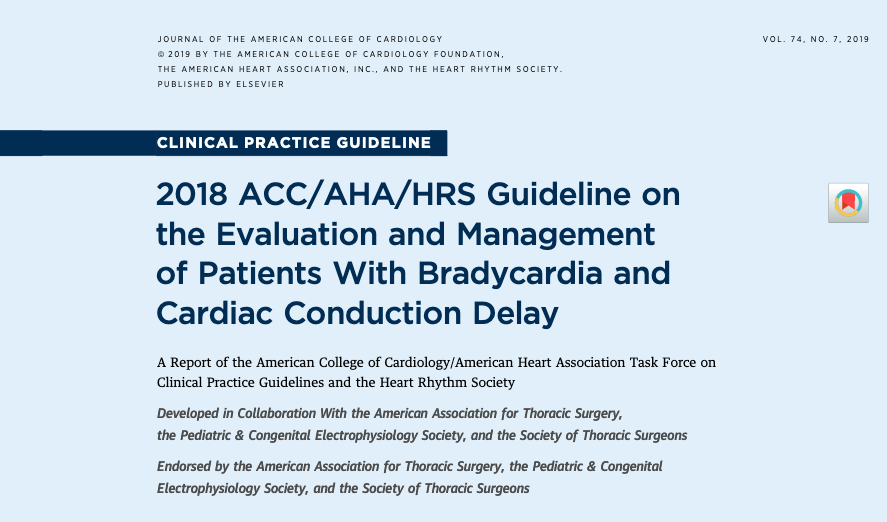 JOURNAL OF THE AMERICAN COLLEGE OF CARDIOLOGY
VOL. 74, NO. 7, 2019
© 2019 BY THE AMERICAN COLLEGE OF CARDIOLOGY FOUNDATION,
THE AMERICAN HEART ASSOCIATION, INC., AND THE HEART RHYTHM SOCIETY.
PUBLISHED BY ELSEVIER
CLINICAL PRACTICE GUIDELINE
2018 ACC/AHA/HRS Guideline on
the Evaluation and Management
of Patients With Bradycardia and
Cardiac Conduction Delay
A Report of the American College of Cardiology/American Heart Association Task Force on
Clinical Practice Guidelines and the Heart Rhythm Society
Developed in Collaboration With the American Association for Thoracic Surgery,
the Pediatric & Congenital Electrophysiology Society, and the Society of Thoracic Surgeons
Endorsed by the American Association for Thoracic Surgery, the Pediatric & Congenital
Electrophysiology Society, and the Society of Thoracic Surgeons